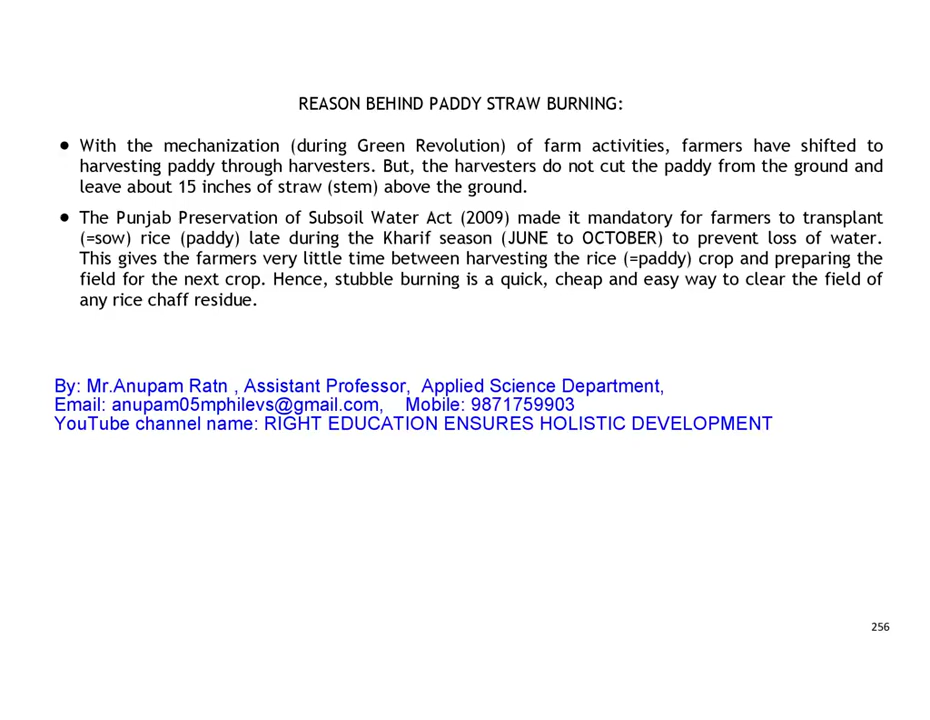 REASON BEHIND PADDY STRAW BURNING:
● With the mechanization (during Green Revolution) of farm activities, farmers have shifted to
harvesting paddy through harvesters. But, the harvesters do not cut the paddy from the ground and
leave about 15 inches of straw (stem) above the ground.
● The Punjab Preservation of Subsoil Water Act (2009) made it mandatory for farmers to transplant
(=sow) rice (paddy) late during the Kharif season (JUNE to OCTOBER) to prevent loss of water.
This gives the farmers very little time between harvesting the rice (=paddy) crop and preparing the
field for the next crop. Hence, stubble burning is a quick, cheap and easy way to clear the field of
any rice chaff residue.
By: Mr.Anupam Ratn , Assistant Professor,  Applied Science Department,
Email: anupam05mphilevs@gmail.com,    Mobile: 9871759903
YouTube channel name: RIGHT EDUCATION ENSURES HOLISTIC DEVELOPMENT
256